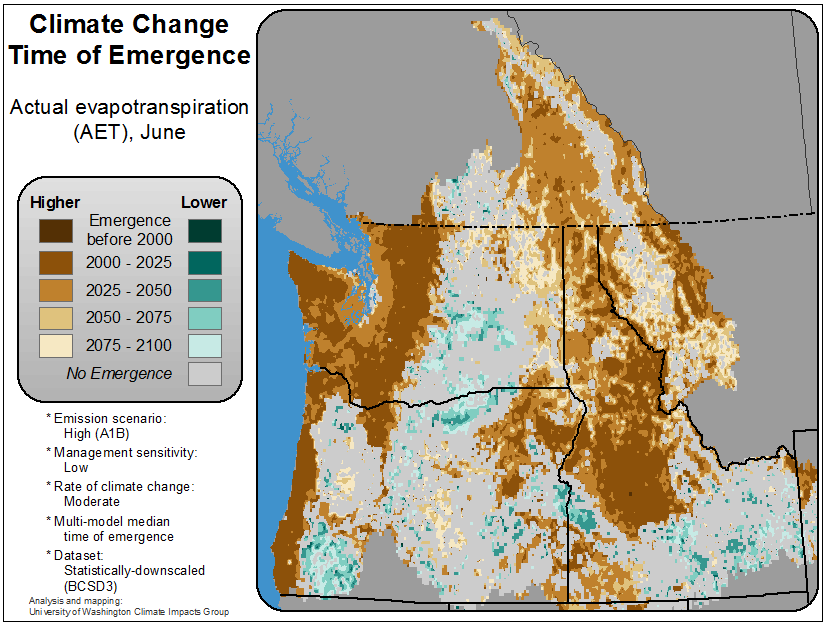 Climate Change
Time of Emergence
Actual evapotranspiration
(AET), June
Higher
Lower
Emergence
before 2000
2000 - 2025
2025 - 2050
2050 - 2075
2075 - 2100
No Emergence
* Emission scenario:
High (A1B)
* Management sensitivity:
Low
* Rate of climate change:
Moderate
* Multi-model median
time of emergence
* Dataset:
Statistically-downscaled
(BCSD3)
Analysis and mapping:
University of Washington Climate Impacts Group